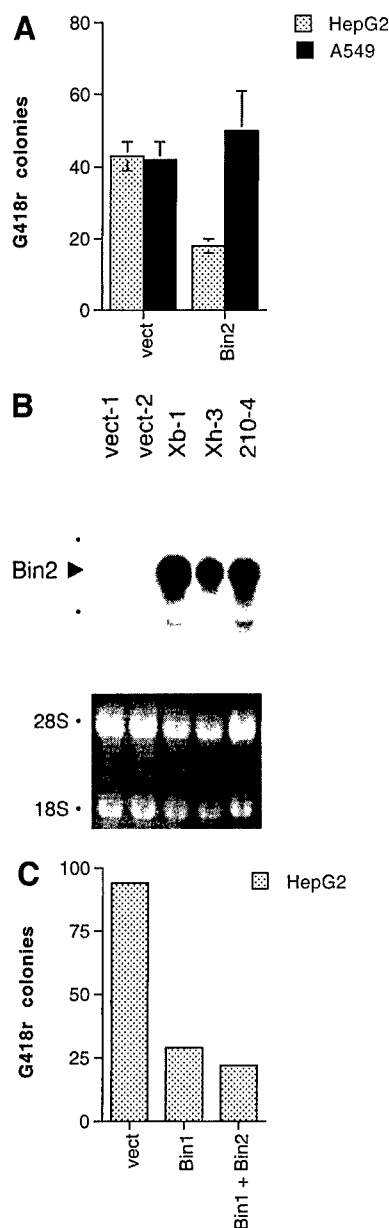 A
HepG2
A549
G418r colonies
80
60
40
20
0
vect
Bin2
B
vect-1
vect-2
Xb-1
Xh-3
210-4
Bin2
28S
18S
C
HepG2
G418r colonies
100
75
50
25
0
vect
Bin1
Bin1 + Bin2